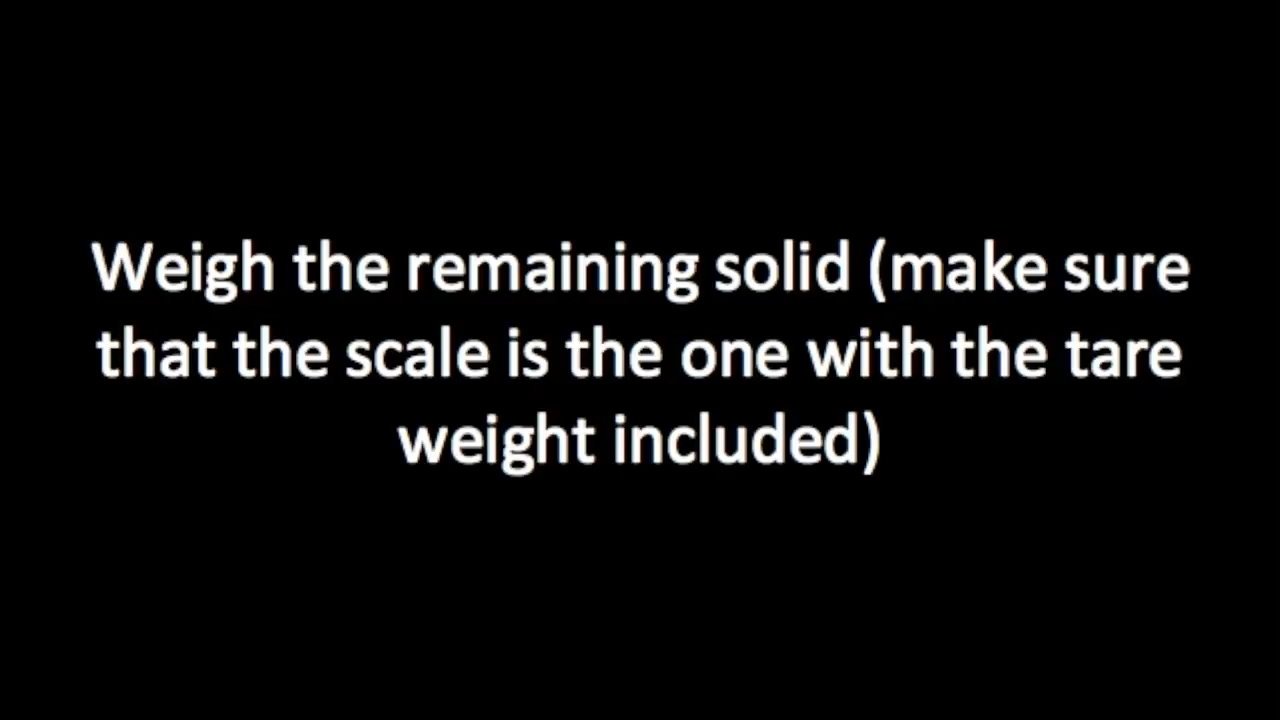 Weigh the remaining solid (make sure
that the scale is the one with the tare
weight included)